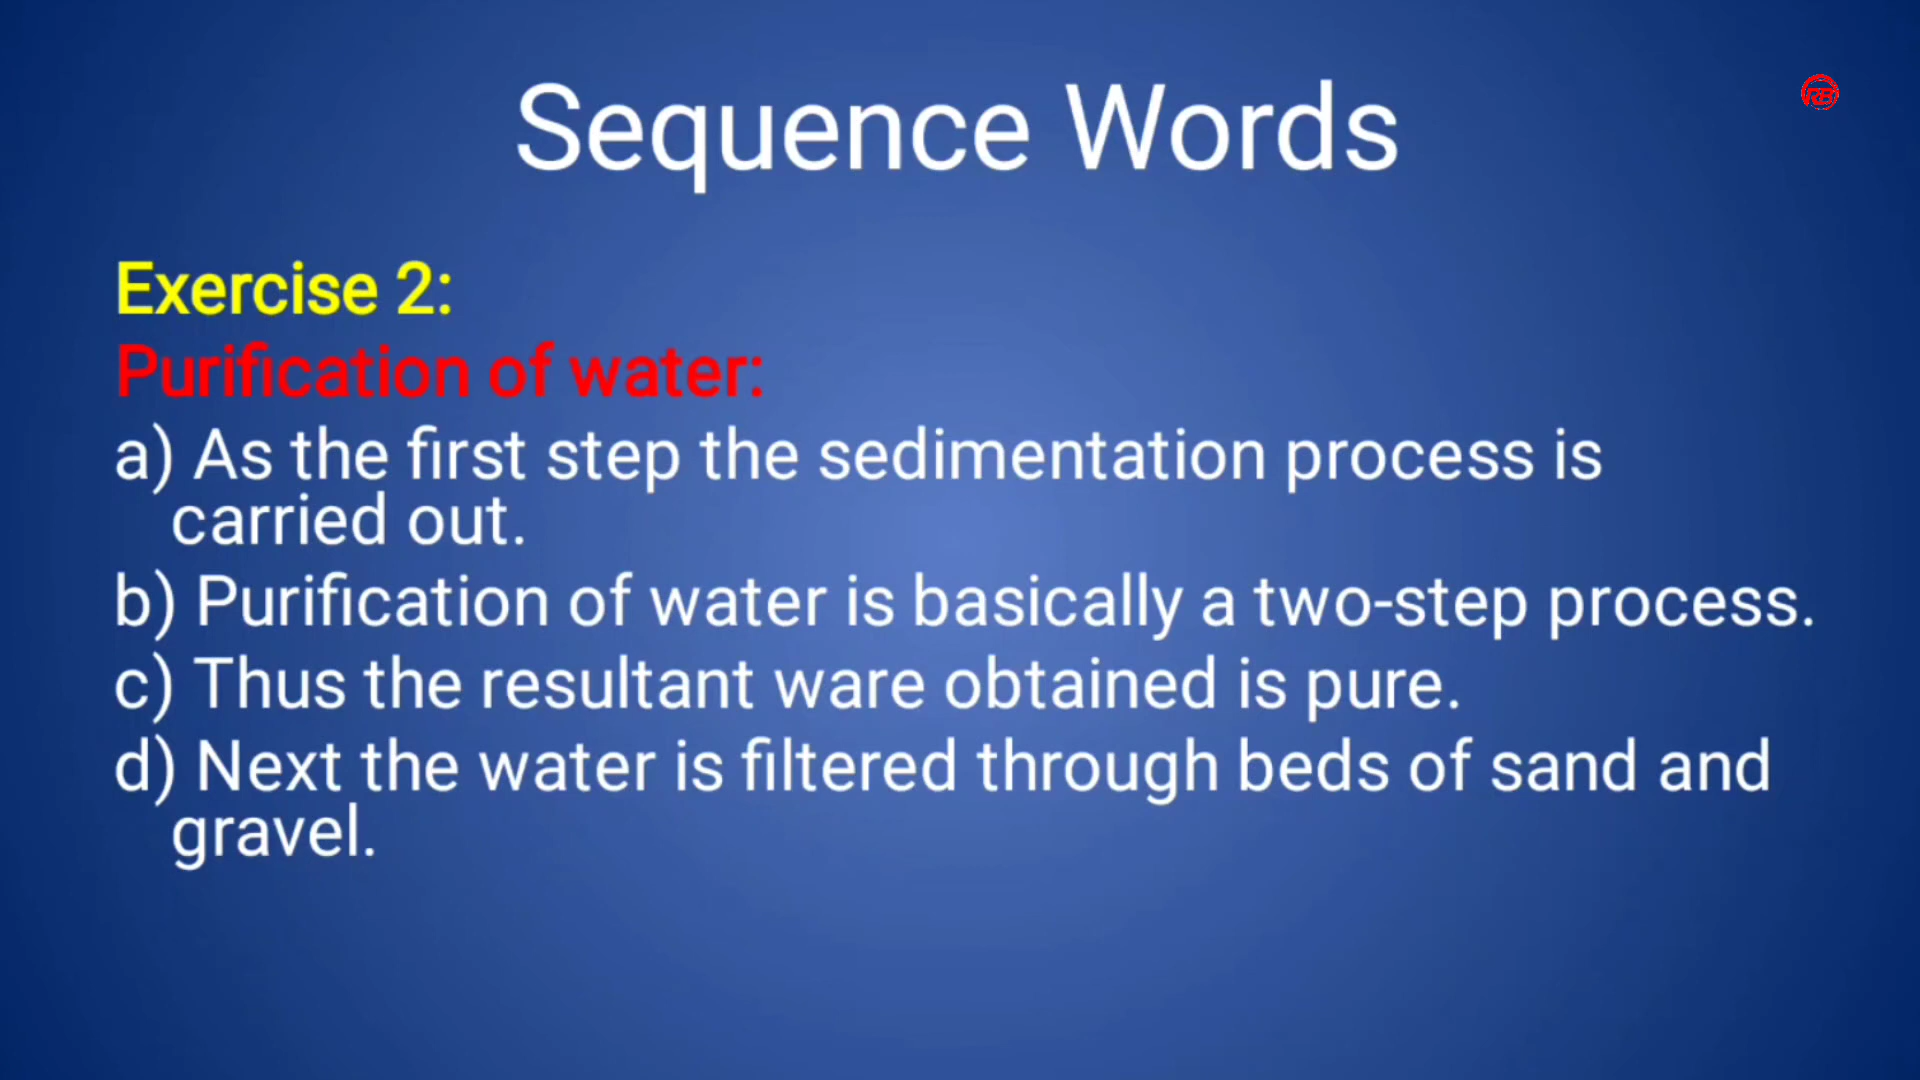 Sequence Words
RB
Exercise 2:
Purification of water:
a) As the first step the sedimentation process is
carried out.
b) Purification of water is basically a two-step process.
c) Thus the resultant ware obtained is pure.
d) Next the water is filtered through beds of sand and
gravel.